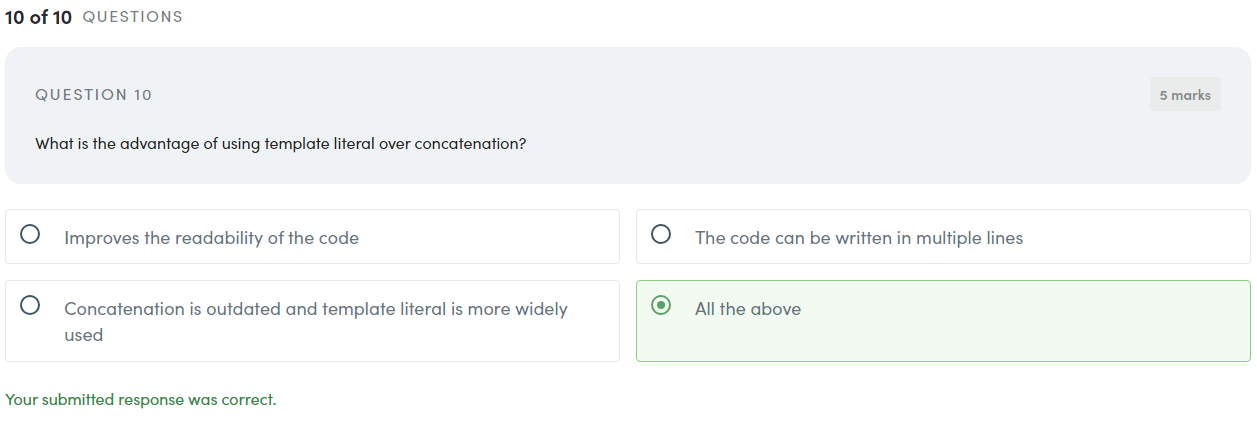 10 of 10 QUESTIONS
QUESTION 10
5 marks
What is the advantage of using template literal over concatenation?
Improves the readability of the code
The code can be written in multiple lines
Concatenation is outdated and template literal is more widely
used
All the above
Your submitted response was correct.